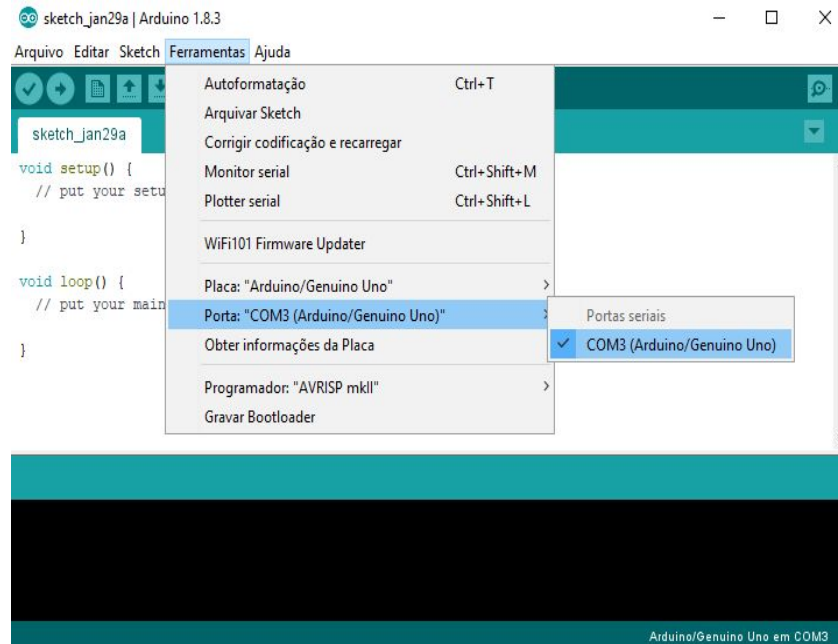 sketch_jan29a | Arduino 1.8.3
Arquivo Editar Sketch Ferramentas Ajuda
sketch_jan29a
void setup() {
// put your setu
}
void loop() {
// put your main
}
Autoformatação Ctrl+T
Arquivar Sketch
Corrigir codificação e recarregar
Monitor serial Ctrl+Shift+M
Plotter serial Ctrl+Shift+L
WiFi101 Firmware Updater
Placa: "Arduino/Genuino Uno"
Porta: "COM3 (Arduino/Genuino Uno)"
Obter informações da Placa
Programador: "AVRISP mkII"
Gravar Bootloader
Portas seriais
COM3 (Arduino/Genuino Uno)
Arduino/Genuino Uno em COM3